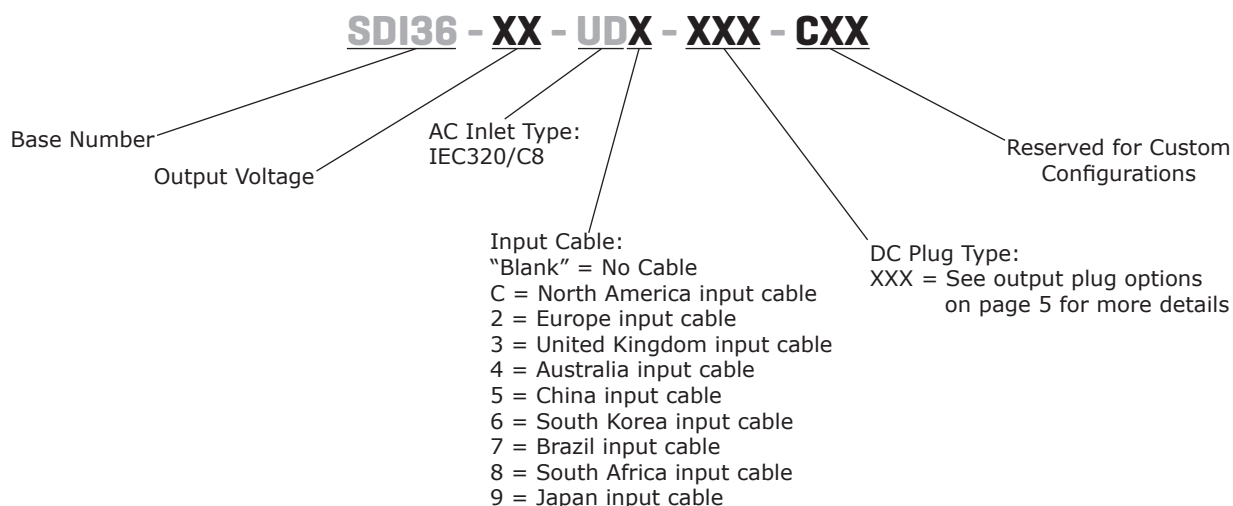 SDI36 - XX - UDX - XXX - CXX
Base Number
Output Voltage
AC Inlet Type:
IEC320/C8
Input Cable:
“Blank” = No Cable
C = North America input cable
2 = Europe input cable
3 = United Kingdom input cable
4 = Australia input cable
5 = China input cable
6 = South Korea input cable
7 = Brazil input cable
8 = South Africa input cable
9 = Japan input cable
DC Plug Type:
XXX = See output plug options
on page 5 for more details
Reserved for Custom
Configurations